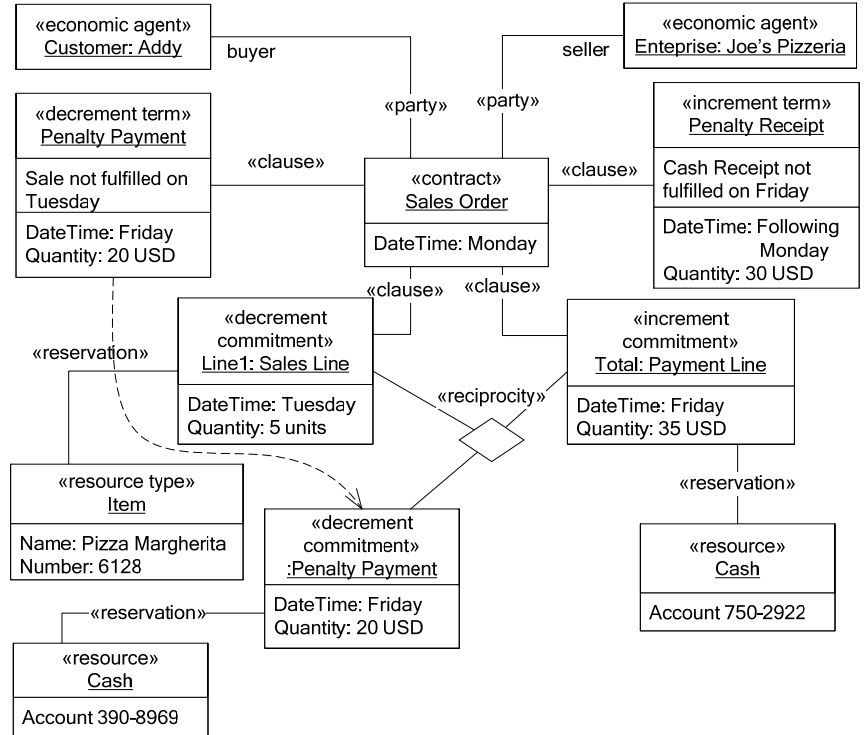 «economic agent»
Customer: Addy
buyer
«economic agent»
Enteprise: Joe's Pizzeria
seller
«party»
«party»
«decrement term»
Penalty Payment
Sale not fulfilled on
Tuesday
DateTime: Friday
Quantity: 20 USD
«clause»
«contract»
Sales Order
DateTime: Monday
«clause»
«increment term»
Penalty Receipt
Cash Receipt not
fulfilled on Friday
DateTime: Following
Monday
Quantity: 30 USD
«clause»
«clause»
«reservation»
«decrement
commitment»
Line1: Sales Line
DateTime: Tuesday
Quantity: 5 units
«reciprocity»
«increment
commitment»
Total: Payment Line
DateTime: Friday
Quantity: 35 USD
«resource type»
Item
Name: Pizza Margherita
Number: 6128
«decrement
commitment»
:Penalty Payment
DateTime: Friday
Quantity: 20 USD
«reservation»
«resource»
Cash
Account 750-2922
«reservation»
«resource»
Cash
Account 390-8969